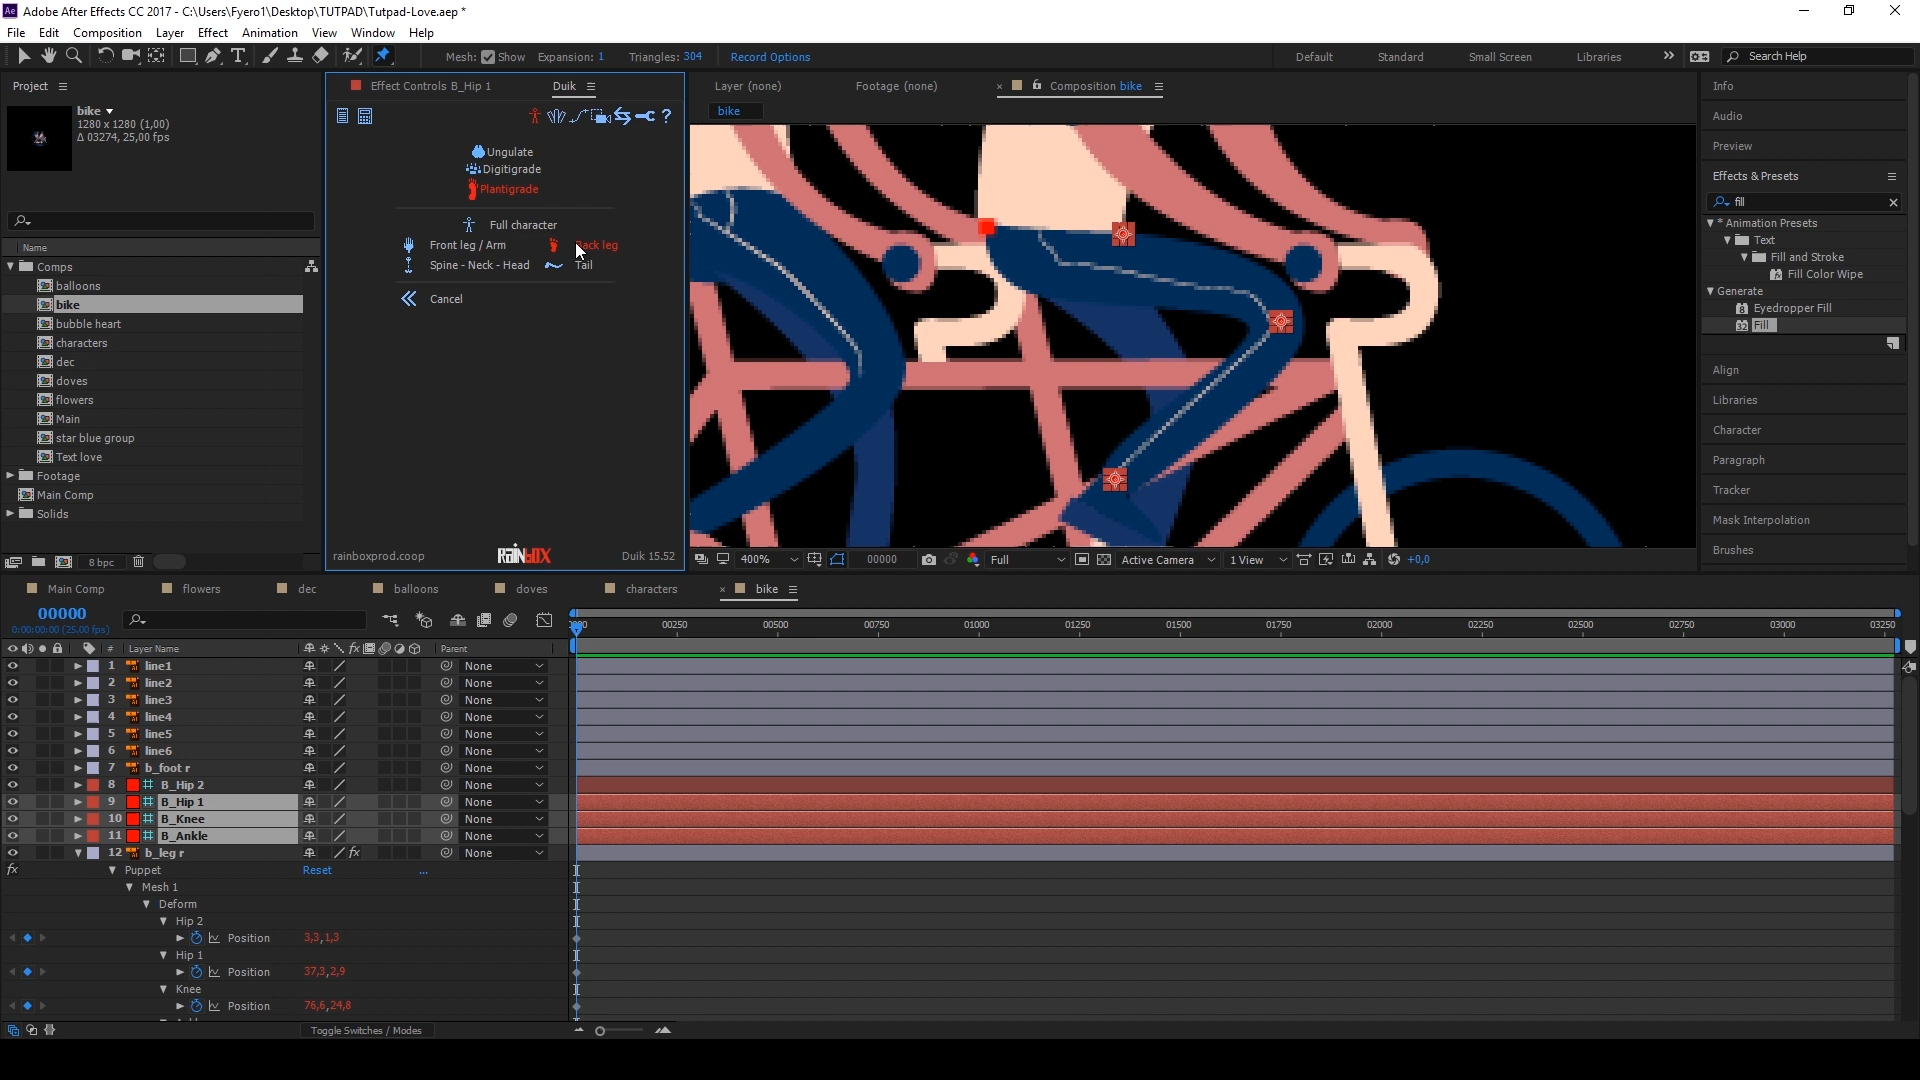 Adobe After Effects CC 2017 - C:\Users\Fyero1\Desktop\TUTPAD\Tutpad-Love.aep *
File Edit Composition Layer Effect Animation View Window Help
Mesh: Show Expansion: 1 Triangles: 304 Record Options
Default Standard Small Screen Libraries Search Help
Project
bike
1280 x 1280 (1,00)
Δ 03274, 25,00 fps
Name
Comps
balloons
bike
bubble heart
characters
dec
doves
flowers
Main
star blue group
Text love
Footage
Main Comp
Solids
8 bpc
Effect Controls B_Hip 1 Duik
Ungulate
Digitigrade
Plantigrade
Full character
Front leg / Arm Back leg
Spine - Neck - Head Tail
Cancel
rainboxprod.coop RAINBOX Duik 15.52
Layer (none) Footage (none) Composition bike
bike
400% 00000 Full Active Camera 1 View +0,0
Info
Audio
Preview
Effects & Presets
fill
* Animation Presets
Text
Fill and Stroke
Fill Color Wipe
Generate
Eyedropper Fill
Fill
Align
Libraries
Character
Paragraph
Tracker
Mask Interpolation
Brushes
Main Comp flowers dec balloons doves characters bike
00000
0:00:00:00 (25.00 fps)
00250 00500 00750 01000 01250 01500 01750 02000 02250 02500 02750 03000 03250
# Layer Name Parent
1 line1 None
2 line2 None
3 line3 None
4 line4 None
5 line5 None
6 line6 None
7 b_foot r None
8 B_Hip 2 None
9 B_Hip 1 None
10 B_Knee None
11 B_Ankle None
12 b_leg r None
fx Puppet Reset ...
Mesh 1
Deform
Hip 2
Position 3,3,1,3
Hip 1
Position 37,3,2,9
Knee
Position 76,6,24,8
Toggle Switches / Modes